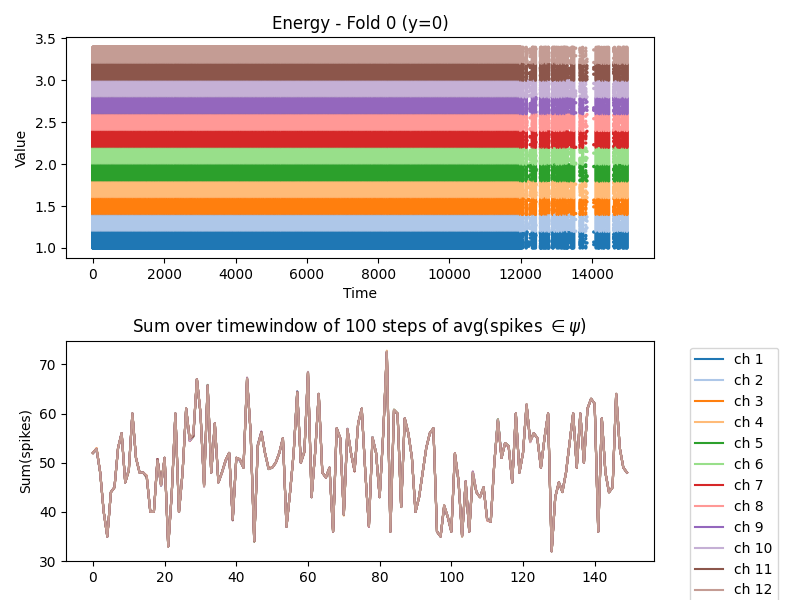 Energy - Fold 0 (y=0)
Value
3.5
3.0
2.5
2.0
1.5
1.0
0 2000 4000 6000 8000 10000 12000 14000
Time
Sum over timewindow of 100 steps of avg(spikes ∈ ψ)
Sum(spikes)
70
60
50
40
30
0 20 40 60 80 100 120 140
ch 1
ch 2
ch 3
ch 4
ch 5
ch 6
ch 7
ch 8
ch 9
ch 10
ch 11
ch 12